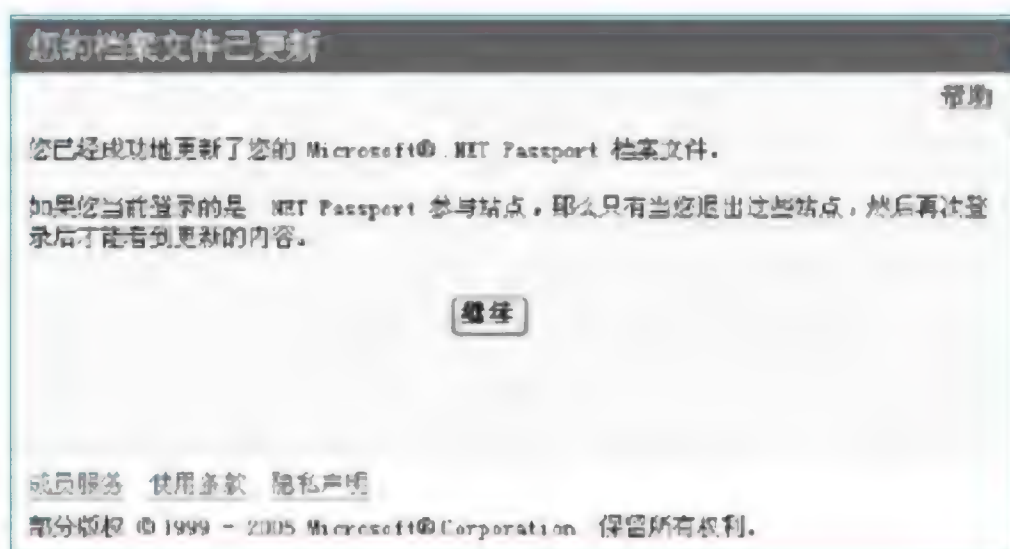 您的档案文件已更新
帮助
您已经成功地更新了您的 Microsoft® .NET Passport 档案文件。
如果您当前登录的是 .NET Passport 参与站点，那么只有当您退出这些站点，然后再次登
录后才能看到更新的内容。
继续
成员服务 使用条款 隐私声明
部分版权 © 1999 - 2005 Microsoft® Corporation 保留所有权利。